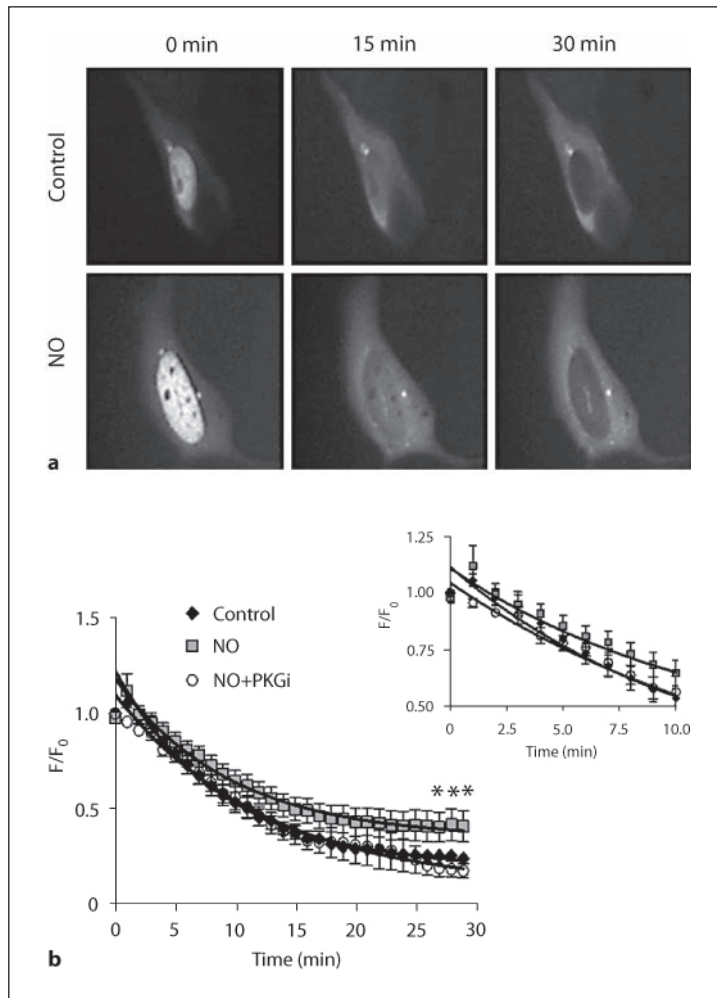 0 min 15 min 30 min
Control
NO
a
1.25
1.00
0.75
0.50
F/F0
0 2.5 5.0 7.5 10.0
Time (min)
1.5
1.0
0.5
0
F/F0
Control
NO
NO+PKGi
***
0 5 10 15 20 25 30
Time (min)
b